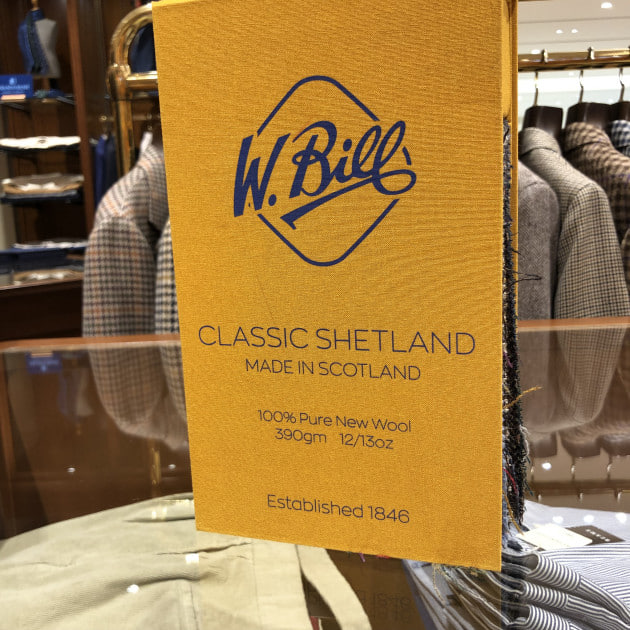 W. Bill
CLASSIC SHETLAND
MADE IN SCOTLAND
100% Pure New Wool
390gm 12/13oz
Established 1846